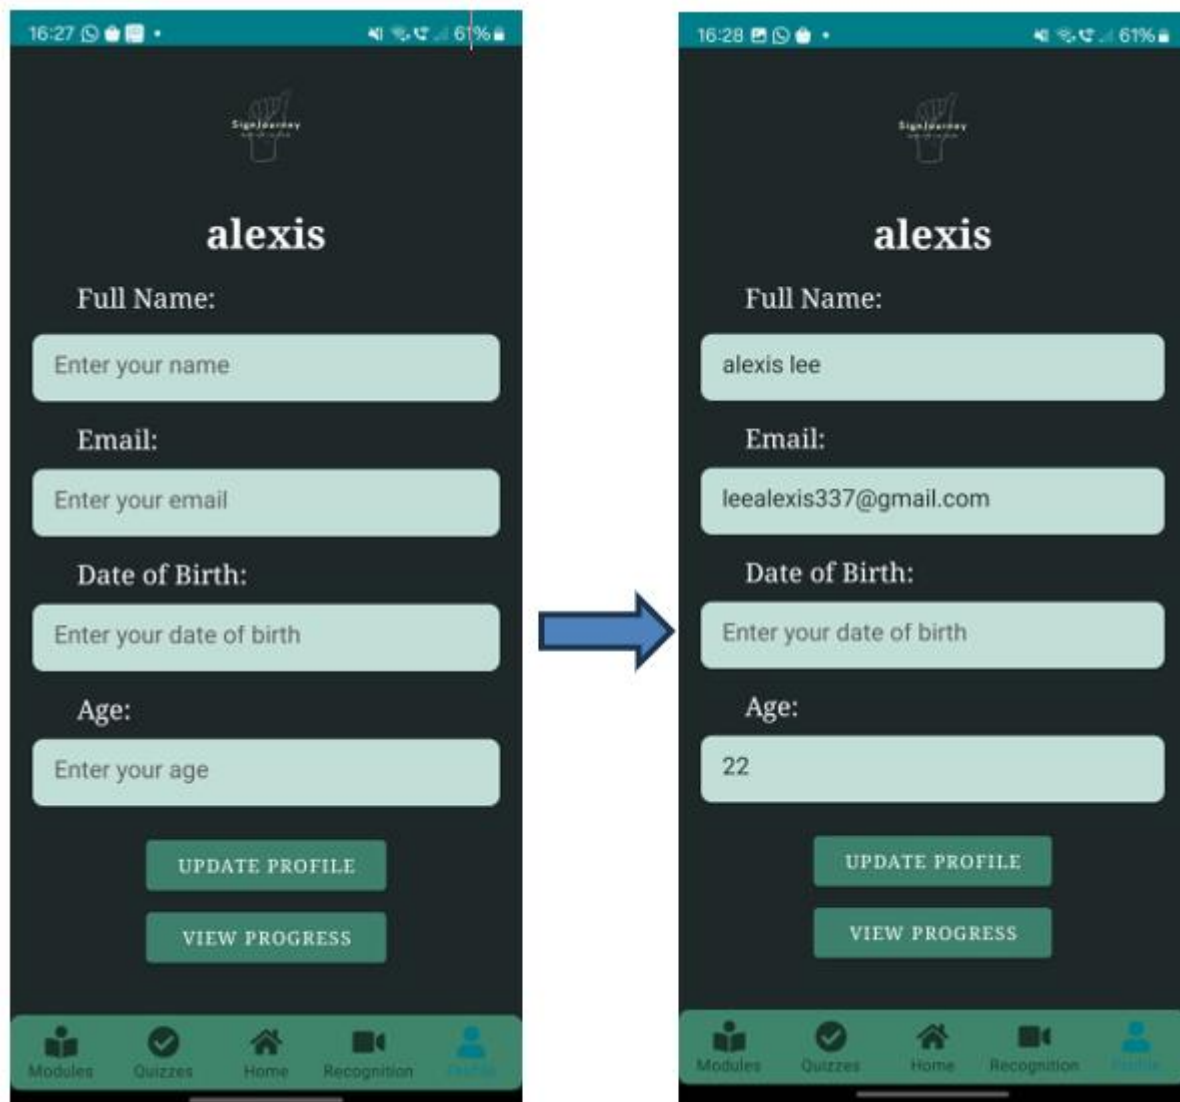 16:27
61%
SignJourney
alexis
Full Name:
Enter your name
Email:
Enter your email
Date of Birth:
Enter your date of birth
Age:
Enter your age
UPDATE PROFILE
VIEW PROGRESS
Modules
Quizzes
Home
Recognition
Profile
16:28
61%
SignJourney
alexis
Full Name:
alexis lee
Email:
leealexis337@gmail.com
Date of Birth:
Enter your date of birth
Age:
22
UPDATE PROFILE
VIEW PROGRESS
Modules
Quizzes
Home
Recognition
Profile